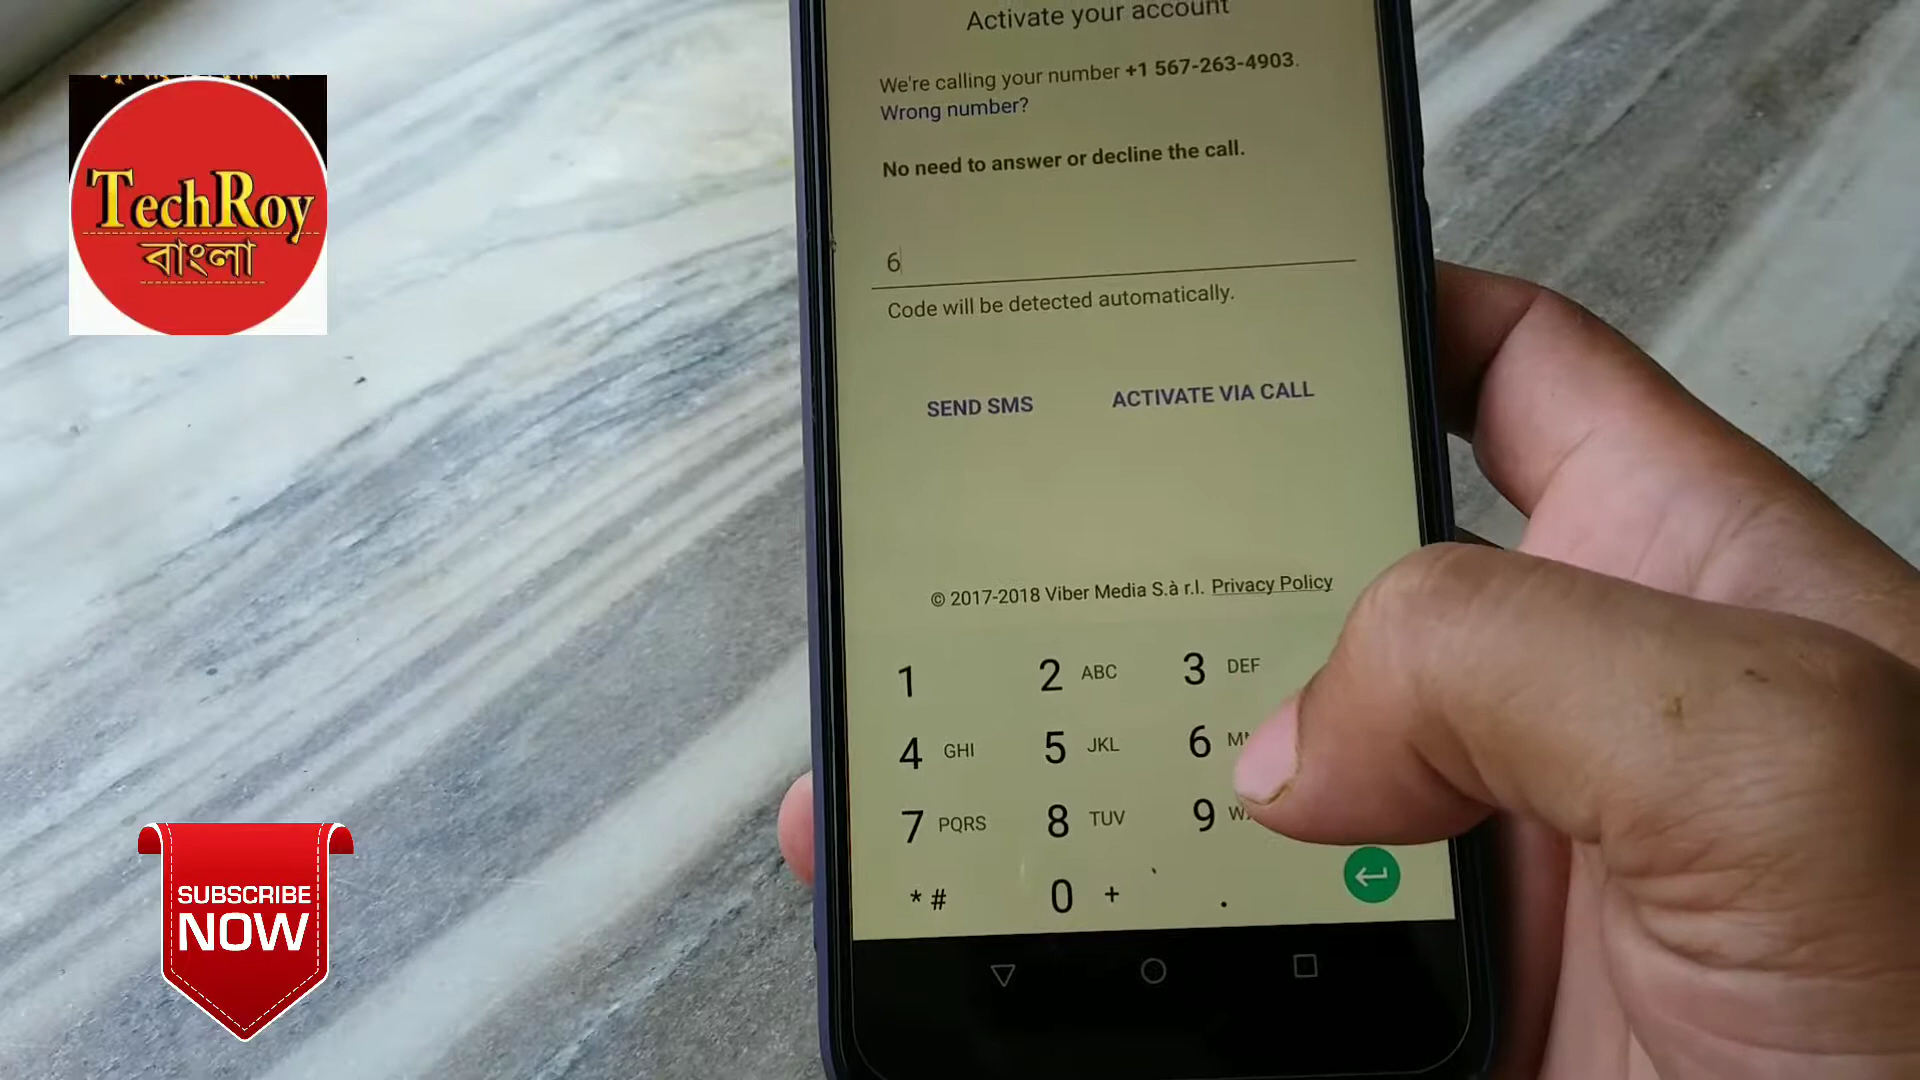 Activate your account
We're calling your number +1 567-263-4903.
Wrong number?
No need to answer or decline the call.
6
Code will be detected automatically.
SEND SMS ACTIVATE VIA CALL
© 2017-2018 Viber Media S.à r.l. Privacy Policy
1 2 ABC 3 DEF
4 GHI 5 JKL 6
7 PQRS 8 TUV 9
* # 0 + .
TechRoy
বাংলা
SUBSCRIBE
NOW